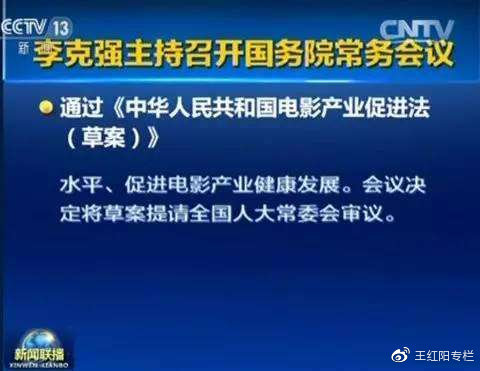 CCTV 13
新闻
CNTV
李克强主持召开国务院常务会议
通过《中华人民共和国电影产业促进法
(草案)》
水平、促进电影产业健康发展。会议决
定将草案提请全国人大常委会审议。
新闻联播
XINWEN LIANBO
王红阳专栏